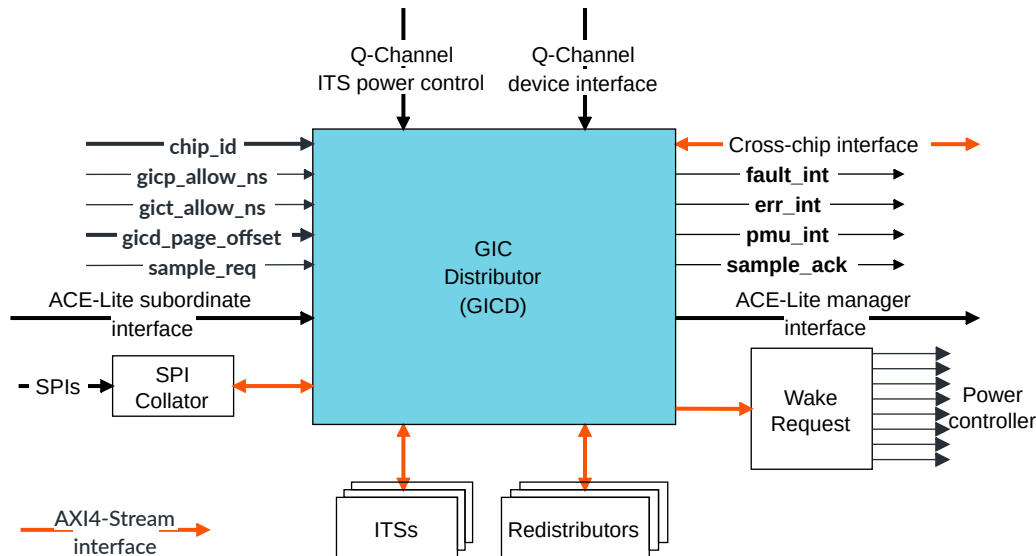 Q-Channel
ITS power control
Q-Channel
device interface
chip_id
gicp_allow_ns
gict_allow_ns
gicd_page_offset
sample_req
ACE-Lite subordinate
interface
SPIs
SPI
Collator
GIC
Distributor
(GICD)
Cross-chip interface
fault_int
err_int
pmu_int
sample_ack
ACE-Lite manager
interface
Wake
Request
Power
controller
ITSs
Redistributors
AXI4-Stream
interface